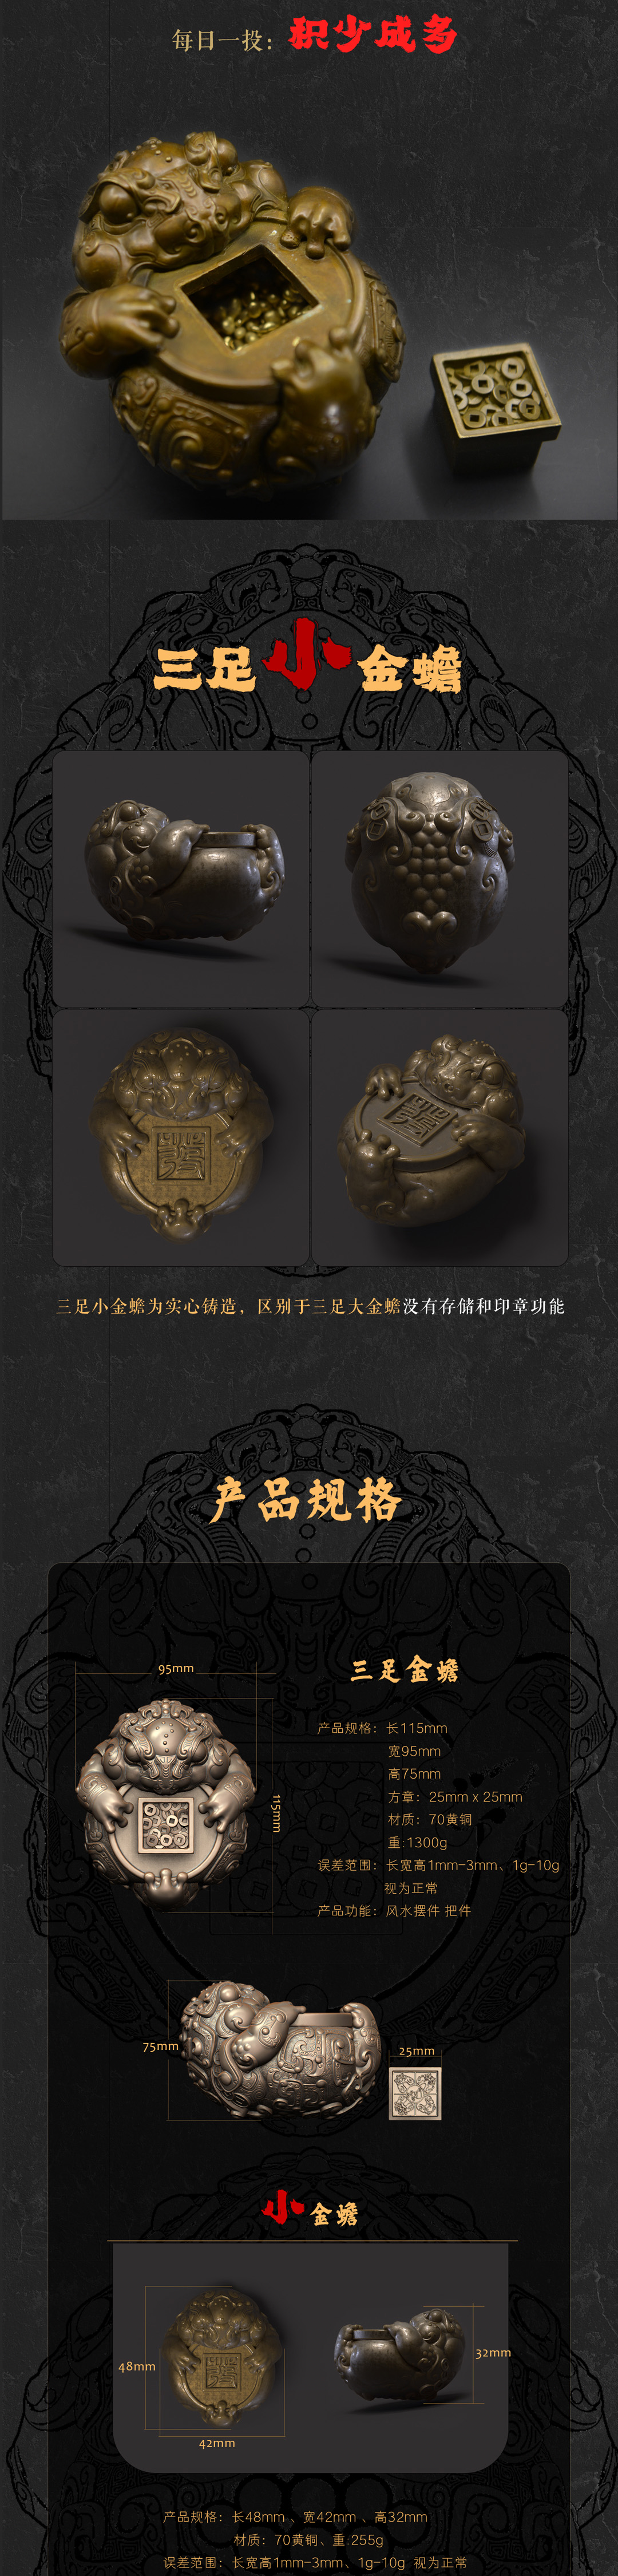 每日一投：积少成多
三足小金蟾
三足小金蟾为实心铸造，区别于三足大金蟾没有存储和印章功能
产品规格
95mm
三足金蟾
产品规格：长115mm
宽95mm
高75mm
方章：25mm x 25mm
材质：70黄铜
重:1300g
误差范围：长宽高1mm-3mm、1g-10g
视为正常
产品功能：风水摆件 把件
115mm
75mm
25mm
小金蟾
48mm
32mm
42mm
产品规格：长48mm 、宽42mm 、高32mm
材质：70黄铜、重:255g
误差范围：长宽高1mm-3mm、1g-10g 视为正常